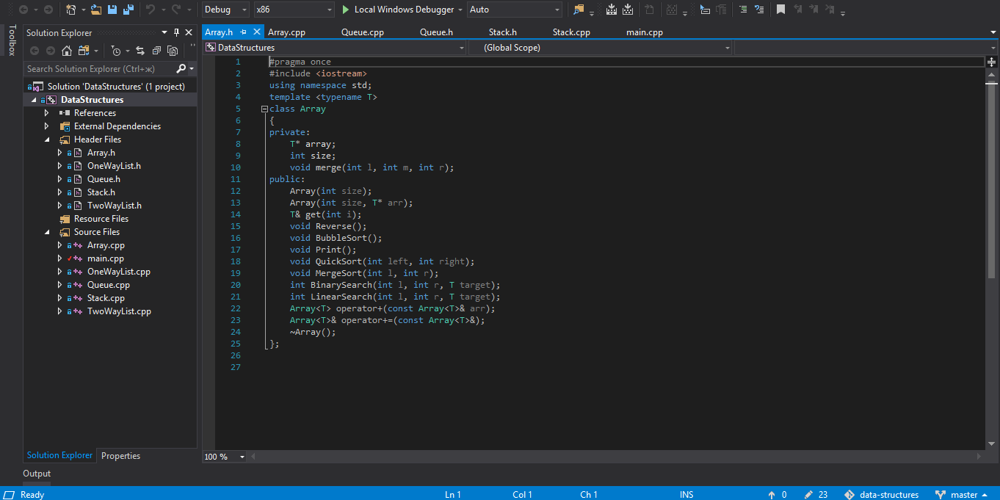 Debug x86 Local Windows Debugger Auto
Toolbox
Solution Explorer
Search Solution Explorer (Ctrl+ж)
Solution 'DataStructures' (1 project)
DataStructures
References
External Dependencies
Header Files
Array.h
OneWayList.h
Queue.h
Stack.h
TwoWayList.h
Resource Files
Source Files
Array.cpp
main.cpp
OneWayList.cpp
Queue.cpp
Stack.cpp
TwoWayList.cpp
Solution Explorer Properties
Array.h Array.cpp Queue.cpp Queue.h Stack.h Stack.cpp main.cpp
DataStructures (Global Scope)
1 #pragma once
2 #include <iostream>
3 using namespace std;
4 template <typename T>
5 class Array
6 {
7 private:
8 T* array;
9 int size;
10 void merge(int l, int m, int r);
11 public:
12 Array(int size);
13 Array(int size, T* arr);
14 T& get(int i);
15 void Reverse();
16 void BubbleSort();
17 void Print();
18 void QuickSort(int left, int right);
19 void MergeSort(int l, int r);
20 int BinarySearch(int l, int r, T target);
21 int LinearSearch(int l, int r, T target);
22 Array<T> operator+(const Array<T>& arr);
23 Array<T>& operator+=(const Array<T>&);
24 ~Array();
25 };
26
27
100 %
Output
Ready Ln 1 Col 1 Ch 1 INS 0 23 data-structures master